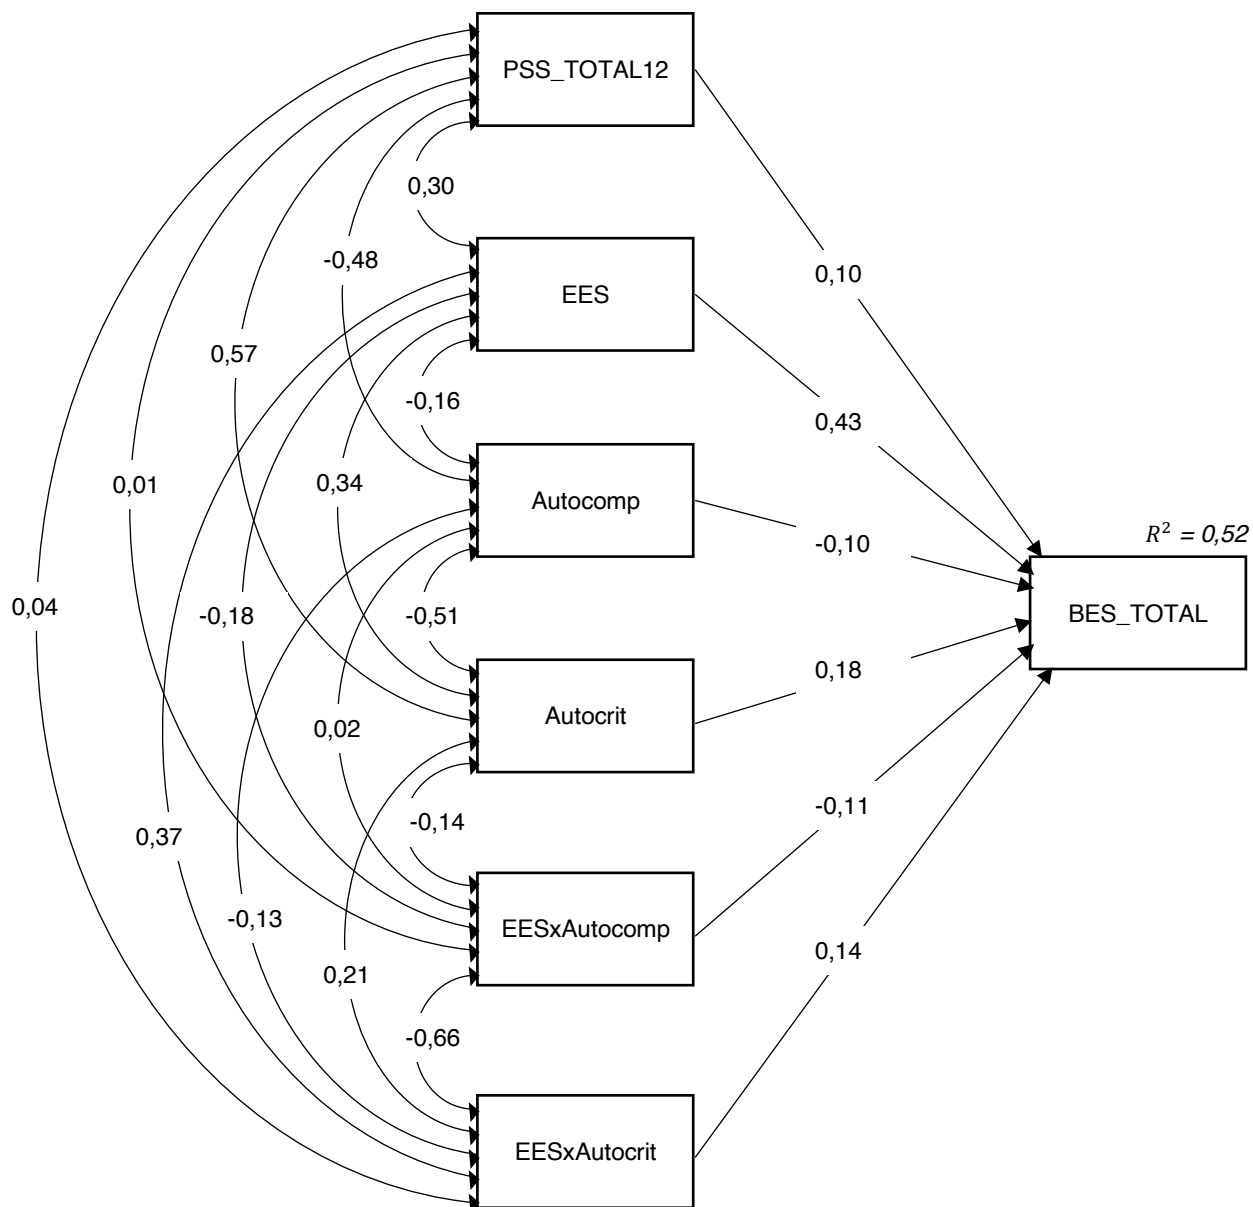 PSS_TOTAL12
0,30
-0,48
0,10
EES
0,57
-0,16
0,43
0,34
0,01
Autocomp
R² = 0,52
-0,10
0,04
-0,18
-0,51
BES_TOTAL
0,18
Autocrit
0,02
-0,11
-0,14
0,37
-0,13
EESxAutocomp
0,14
0,21
-0,66
EESxAutocrit